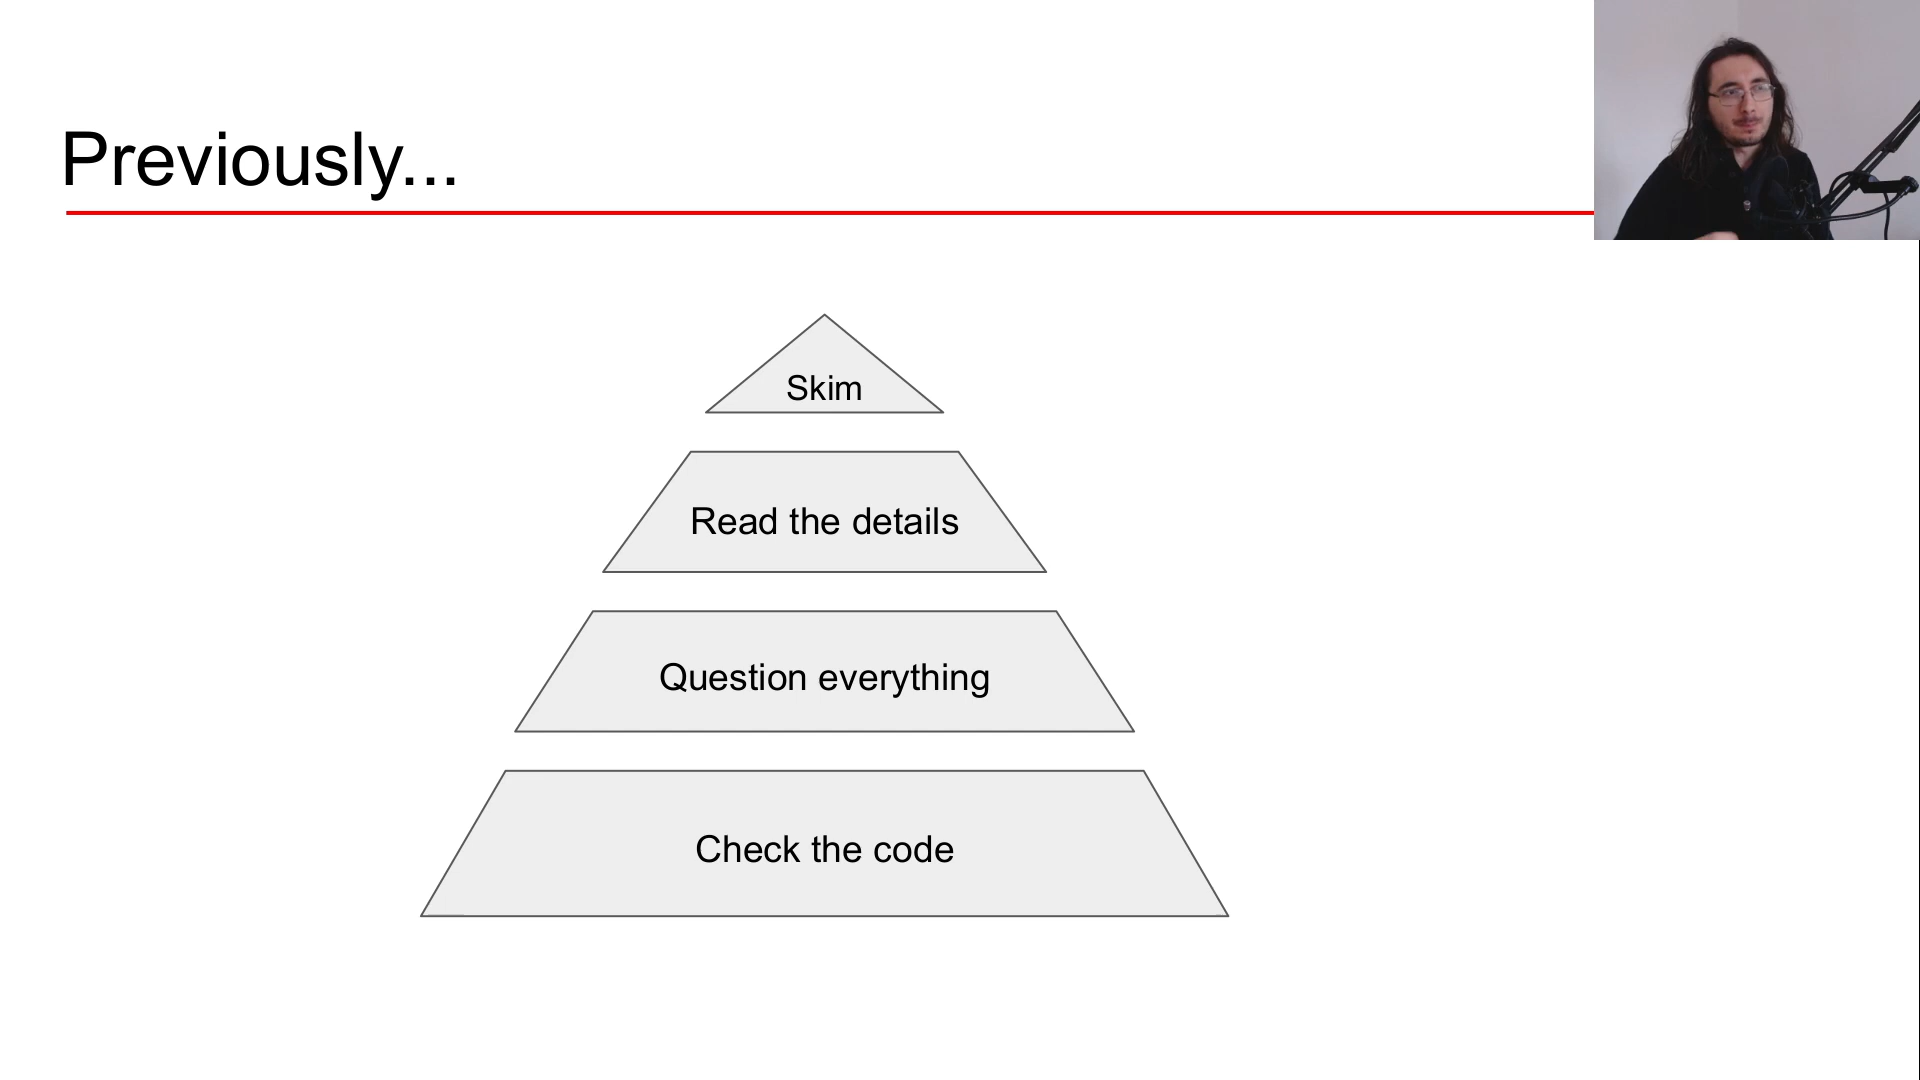 Previously...
Skim
Read the details
Question everything
Check the code